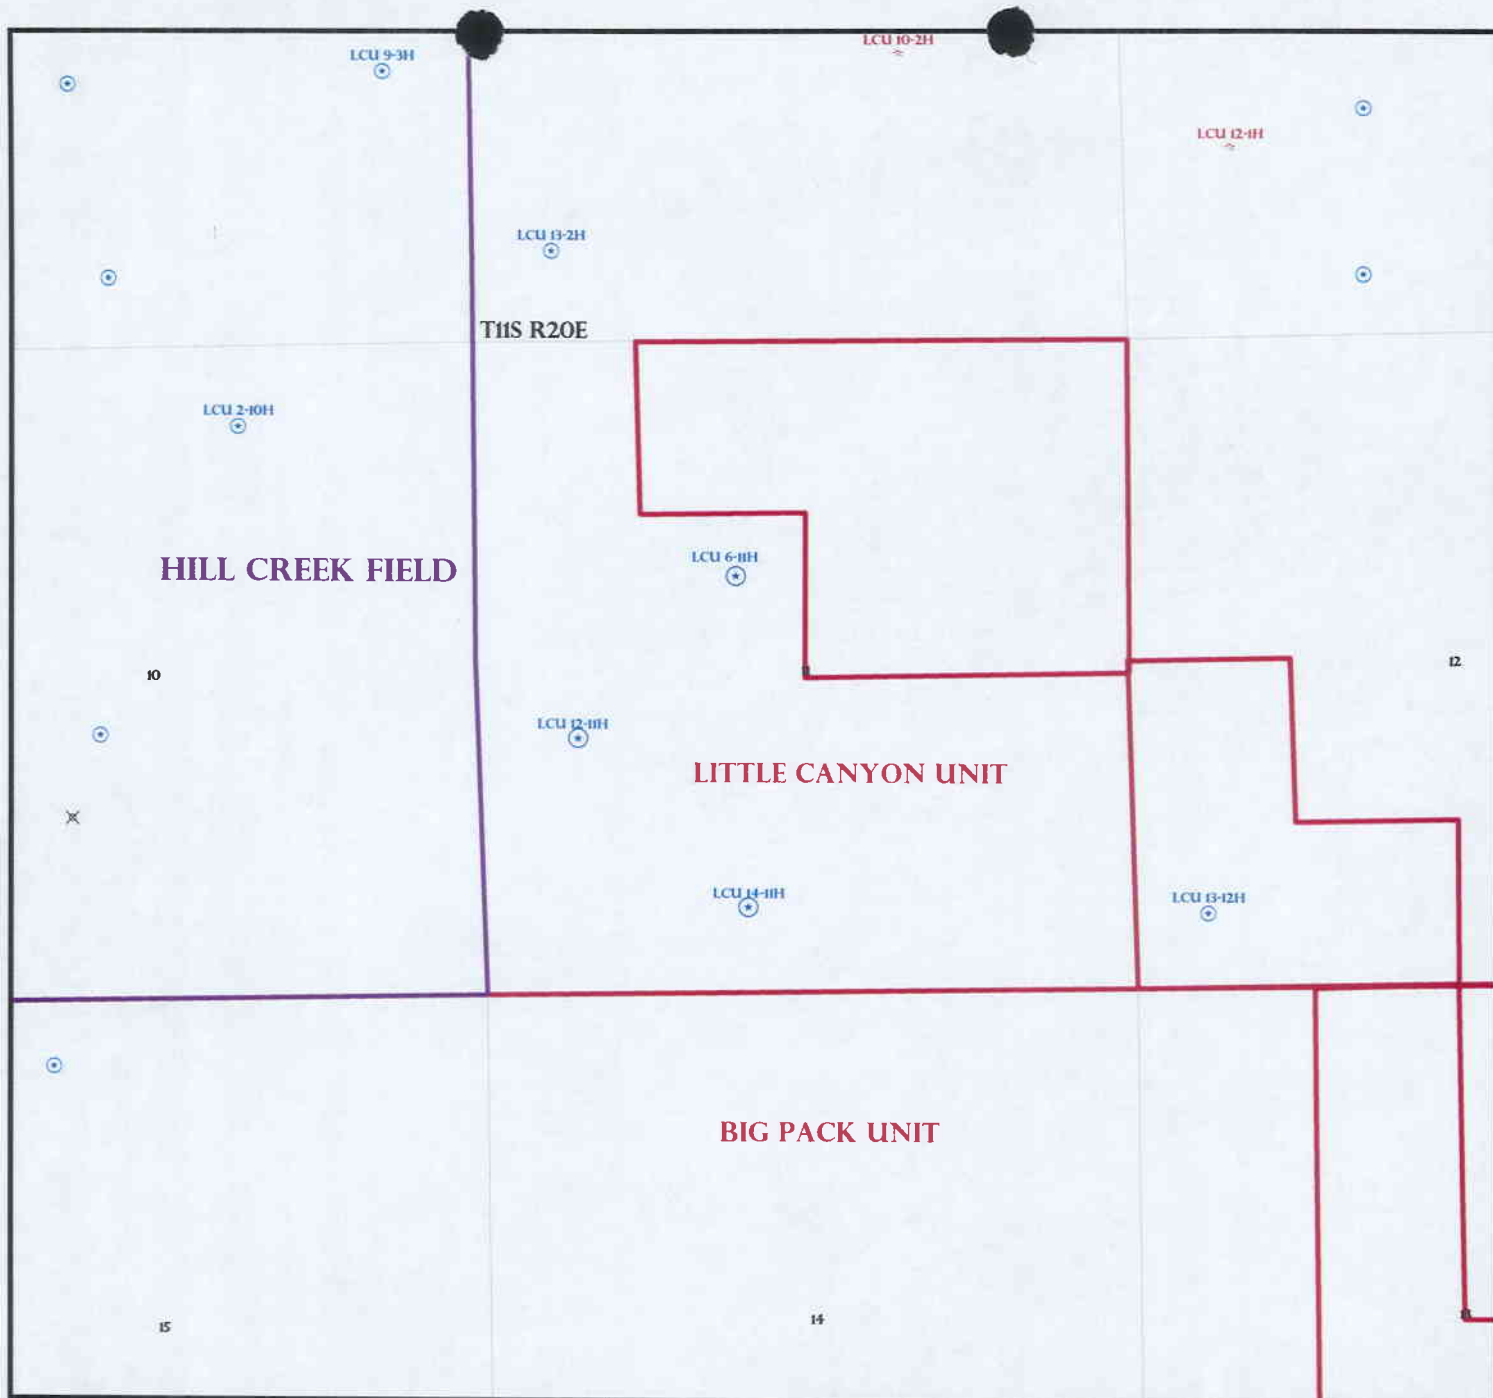 LCU 10-2H
LCU 9-3H
LCU 12-1H
LCU 13-2H
T11S R20E
LCU 2-10H
LCU 6-11H
HILL CREEK FIELD
12
10
LCU 12-11H
LITTLE CANYON UNIT
LCU 14-11H
LCU 13-12H
BIG PACK UNIT
14
15